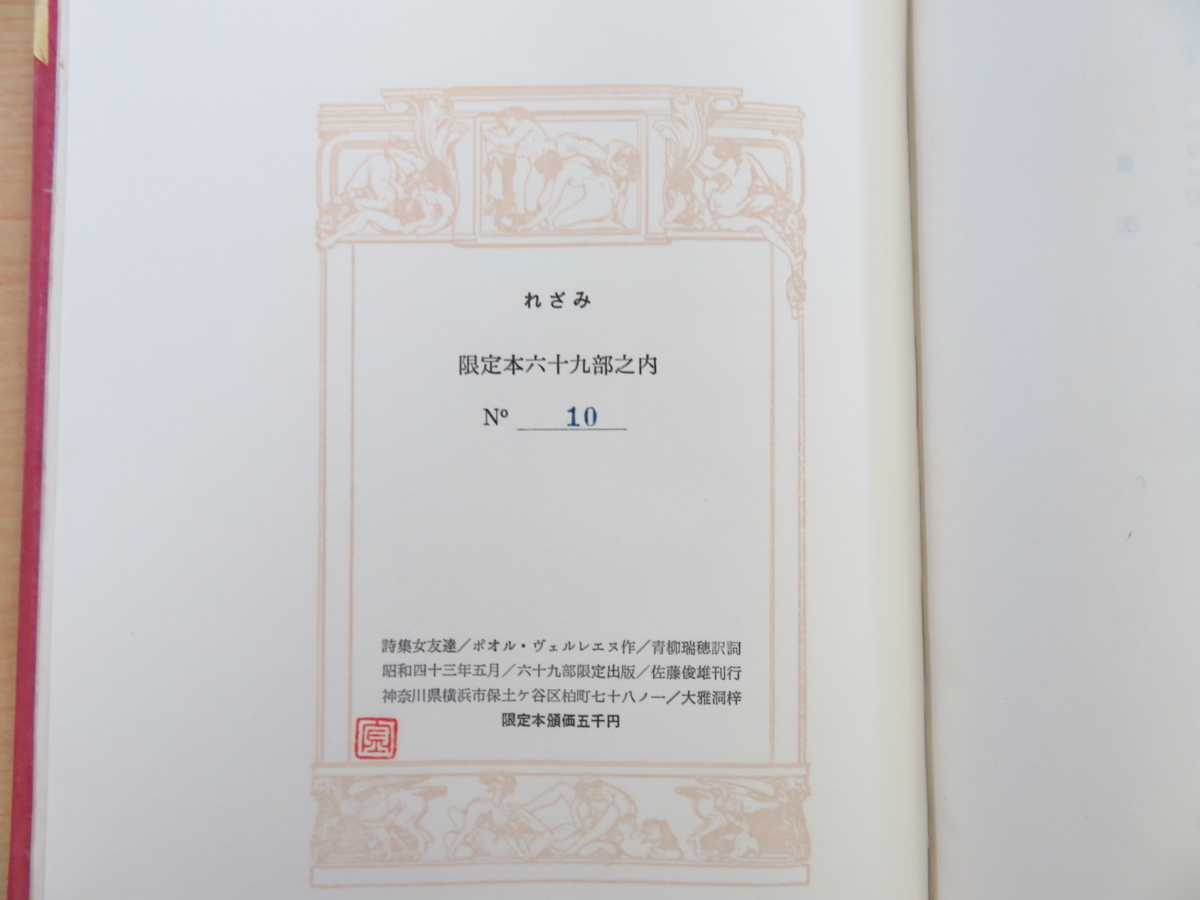 れざみ
限定本六十九部之内
Nº 10
詩集女友達／ポオル・ヴェルレエヌ作／青柳瑞穂訳詞
昭和四十三年五月／六十九部限定出版／佐藤俊雄刊行
神奈川県横浜市保土ケ谷区柏町七十八ノ一／大雅洞梓
限定本頒価五千円